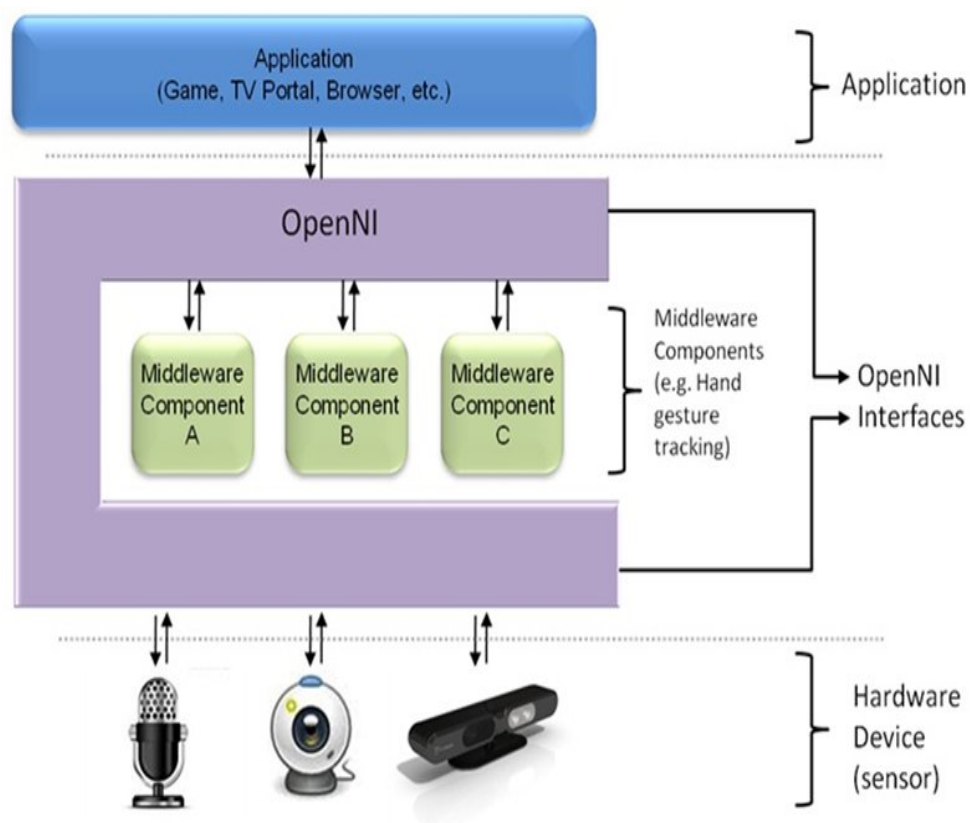 Application
(Game, TV Portal, Browser, etc.)
Application
OpenNI
Middleware
Component
A
Middleware
Component
B
Middleware
Component
C
Middleware
Components
(e.g. Hand
gesture
tracking)
OpenNI
Interfaces
Hardware
Device
(sensor)